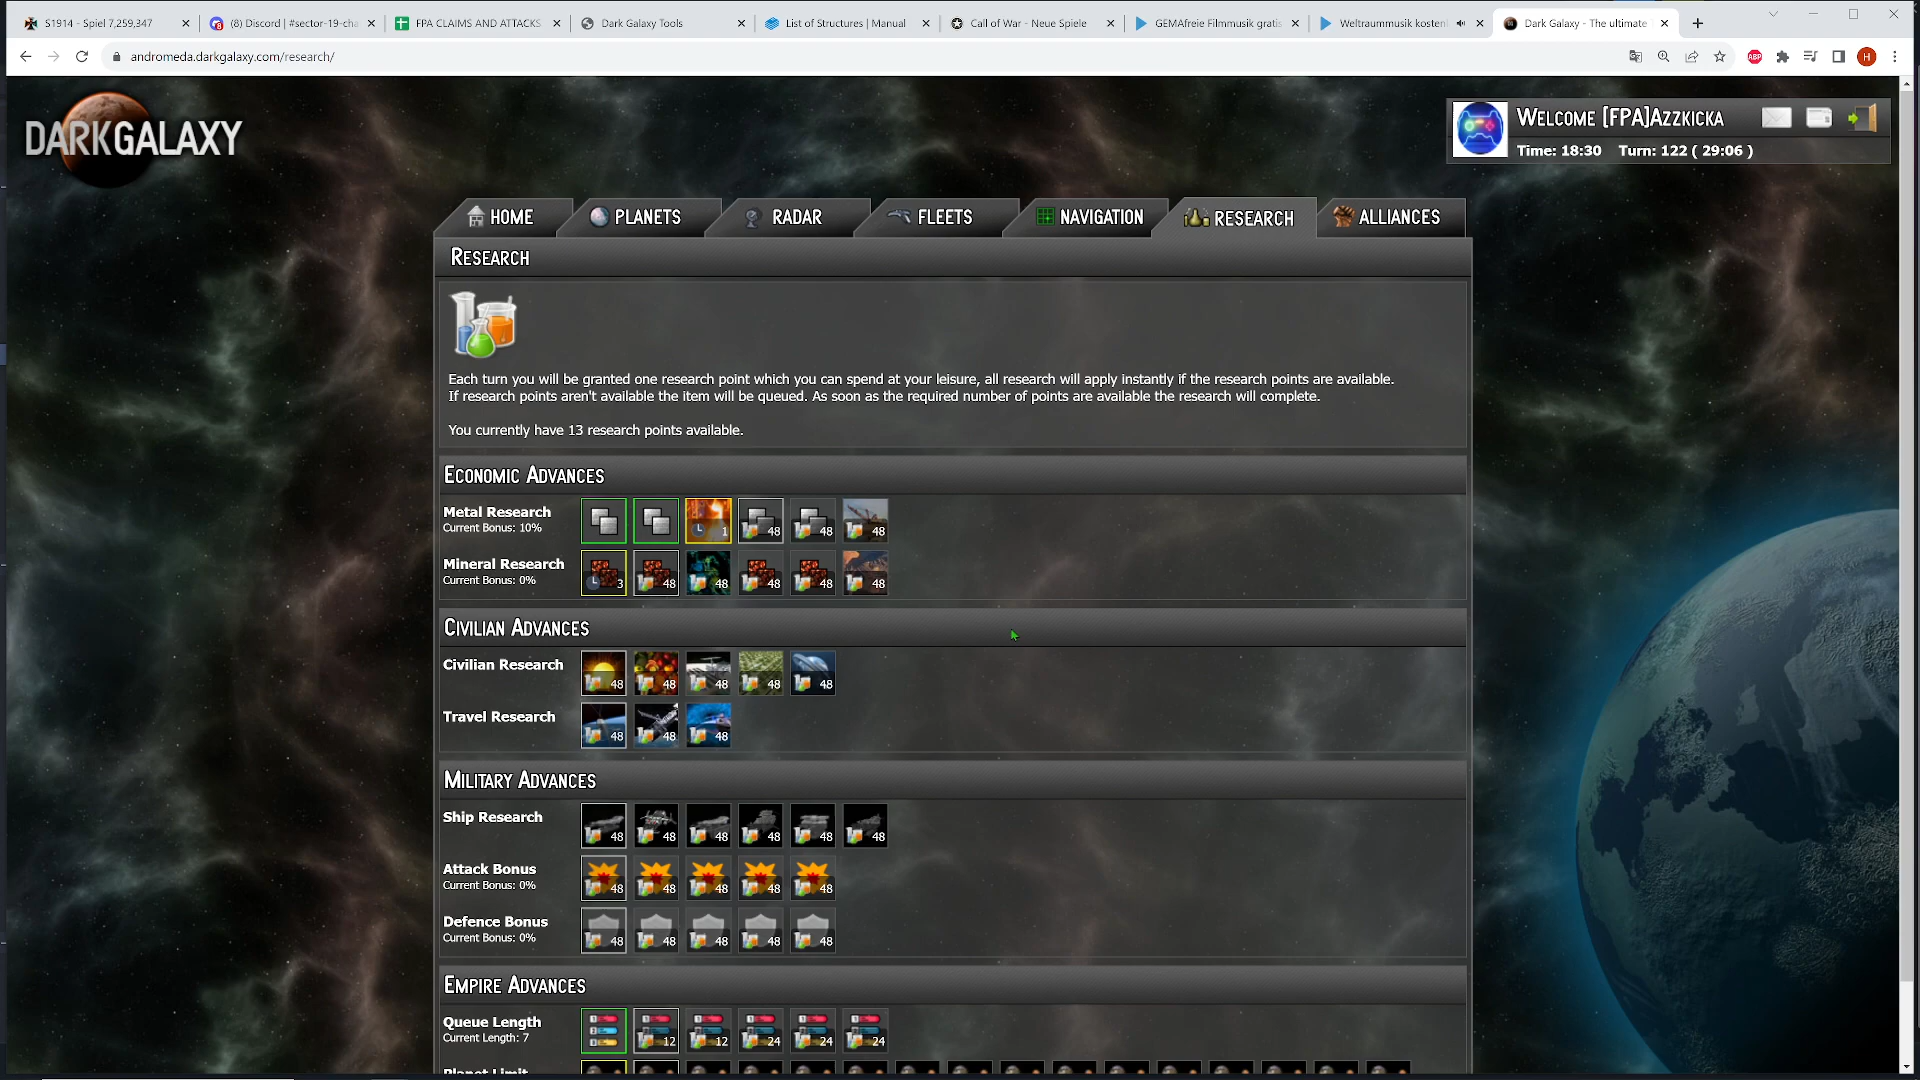 S1914 - Spiel 7,259,347
(8) Discord | #sector-19-cha
FPA CLAIMS AND ATTACKS
Dark Galaxy Tools
List of Structures | Manual
Call of War - Neue Spiele
GEMAfreie Filmmusik gratis
Weltraummusik kostenl
Dark Galaxy - The ultimate
andromeda.darkgalaxy.com/research/
ABP
H
DARKGALAXY
WELCOME [FPA]AZZKICKA
Time: 18:30 Turn: 122 ( 29:06 )
HOME
PLANETS
RADAR
FLEETS
NAVIGATION
RESEARCH
ALLIANCES
RESEARCH
Each turn you will be granted one research point which you can spend at your leisure, all research will apply instantly if the research points are available.
If research points aren't available the item will be queued. As soon as the required number of points are available the research will complete.
You currently have 13 research points available.
ECONOMIC ADVANCES
Metal Research
Current Bonus: 10%
1 48 48 48
Mineral Research
Current Bonus: 0%
3 48 48 48 48 48
CIVILIAN ADVANCES
Civilian Research
48 48 48 48 48
Travel Research
48 48 48
MILITARY ADVANCES
Ship Research
48 48 48 48 48 48
Attack Bonus
Current Bonus: 0%
48 48 48 48 48
Defence Bonus
Current Bonus: 0%
48 48 48 48 48
EMPIRE ADVANCES
Queue Length
Current Length: 7
12 12 24 24 24
Planet Limit